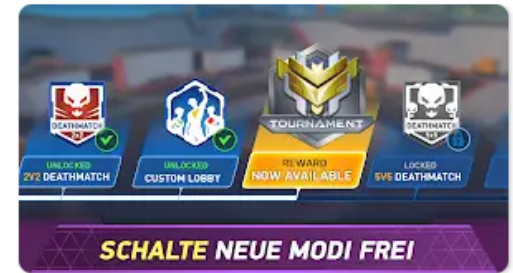 DEATHMATCH
2v2
UNLOCKED
2V2 DEATHMATCH
UNLOCKED
CUSTOM LOBBY
TOURNAMENT
REWARD
NOW AVAILABLE
DEATHMATCH
5v5
LOCKED
5V5 DEATHMATCH
SCHALTE NEUE MODI FREI